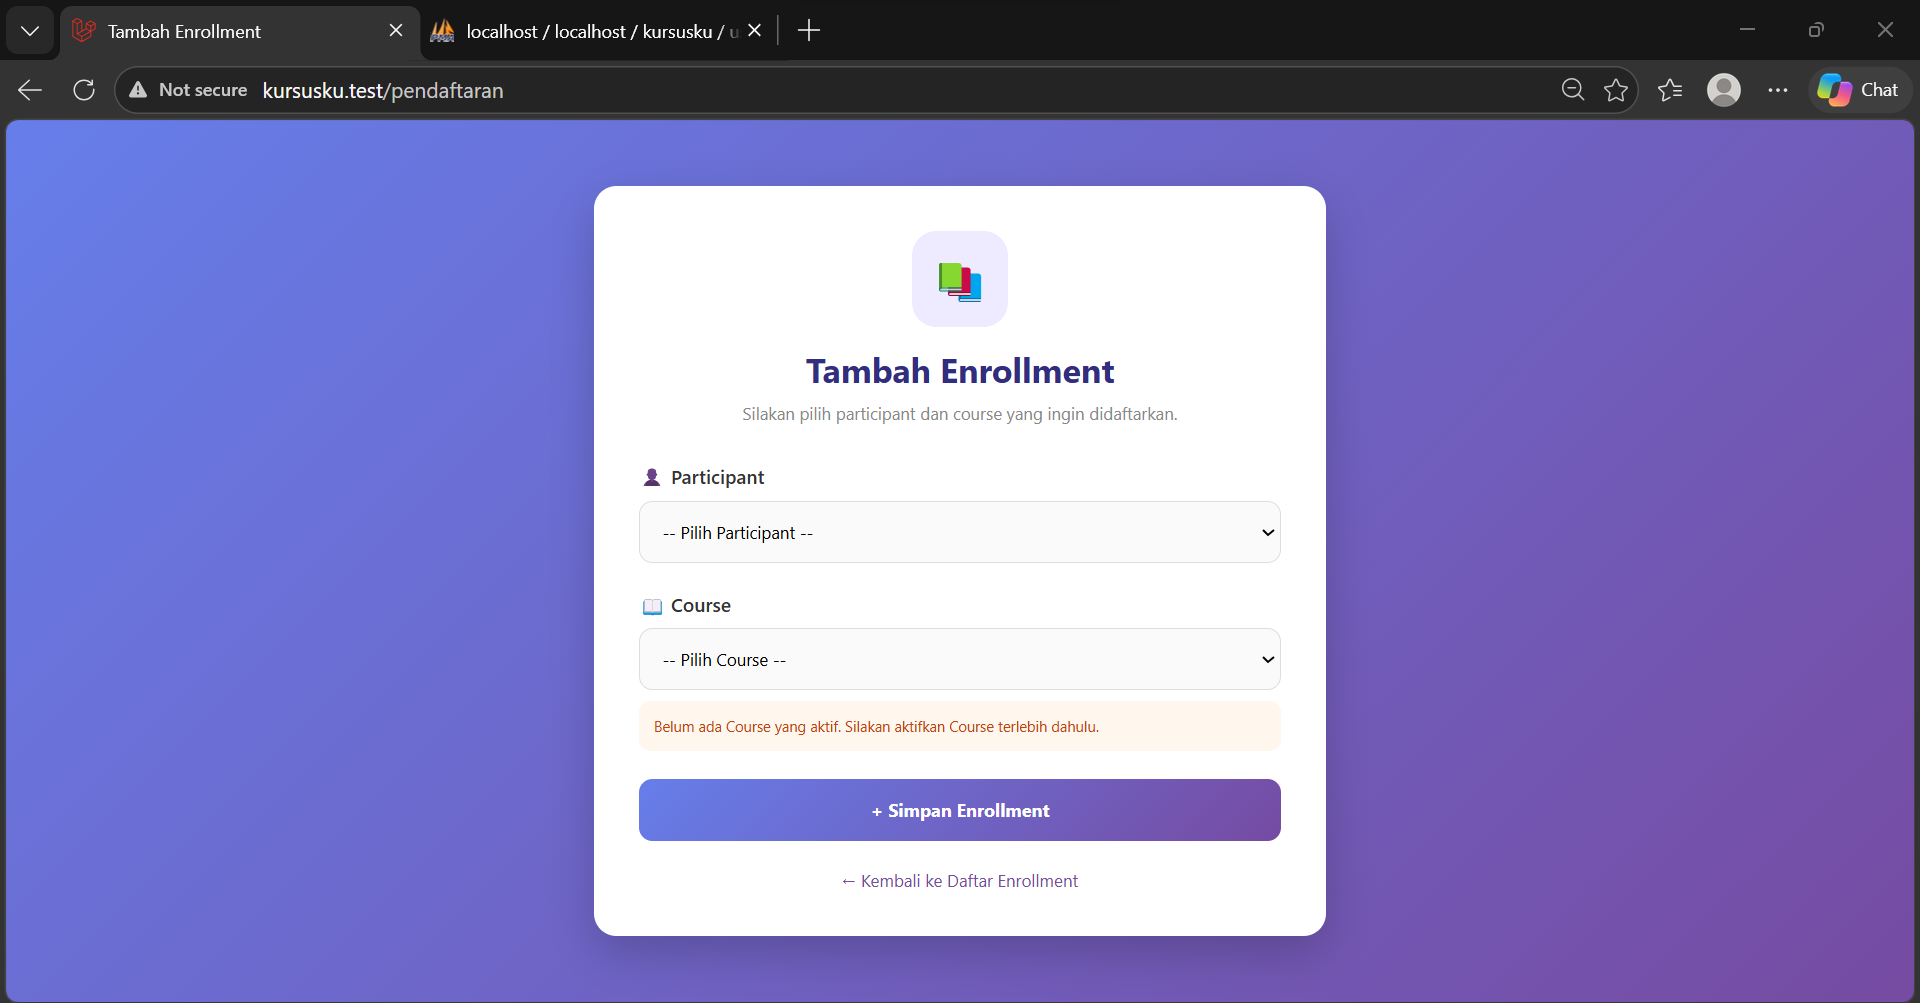 Tambah Enrollment
localhost / localhost / kursusku / u
Not secure kursusku.test/pendaftaran
Chat
Tambah Enrollment
Silakan pilih participant dan course yang ingin didaftarkan.
Participant
-- Pilih Participant --
Course
-- Pilih Course --
Belum ada Course yang aktif. Silakan aktifkan Course terlebih dahulu.
+ Simpan Enrollment
← Kembali ke Daftar Enrollment